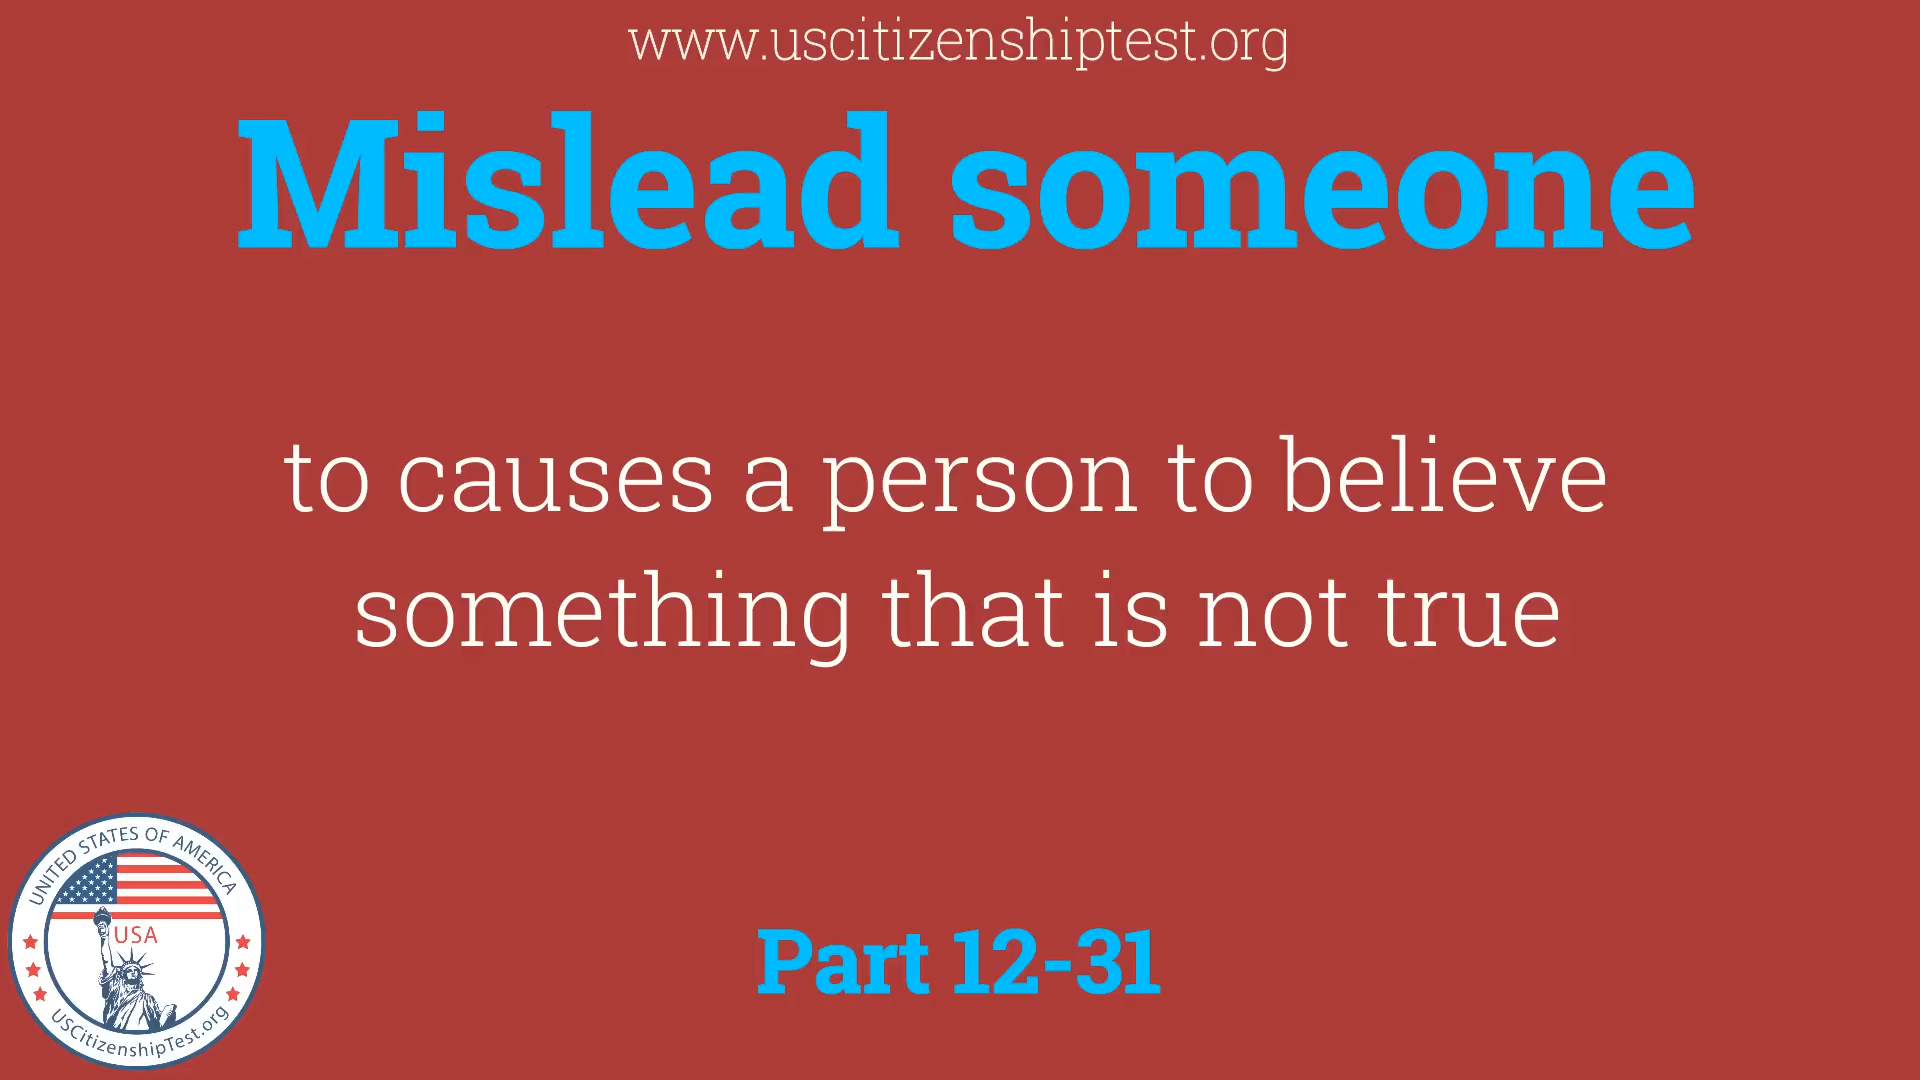 www.uscitizenshiptest.org
Mislead someone
to causes a person to believe
something that is not true
UNITED STATES OF AMERICA
USA
USCitizenshipTest.org
Part 12-31